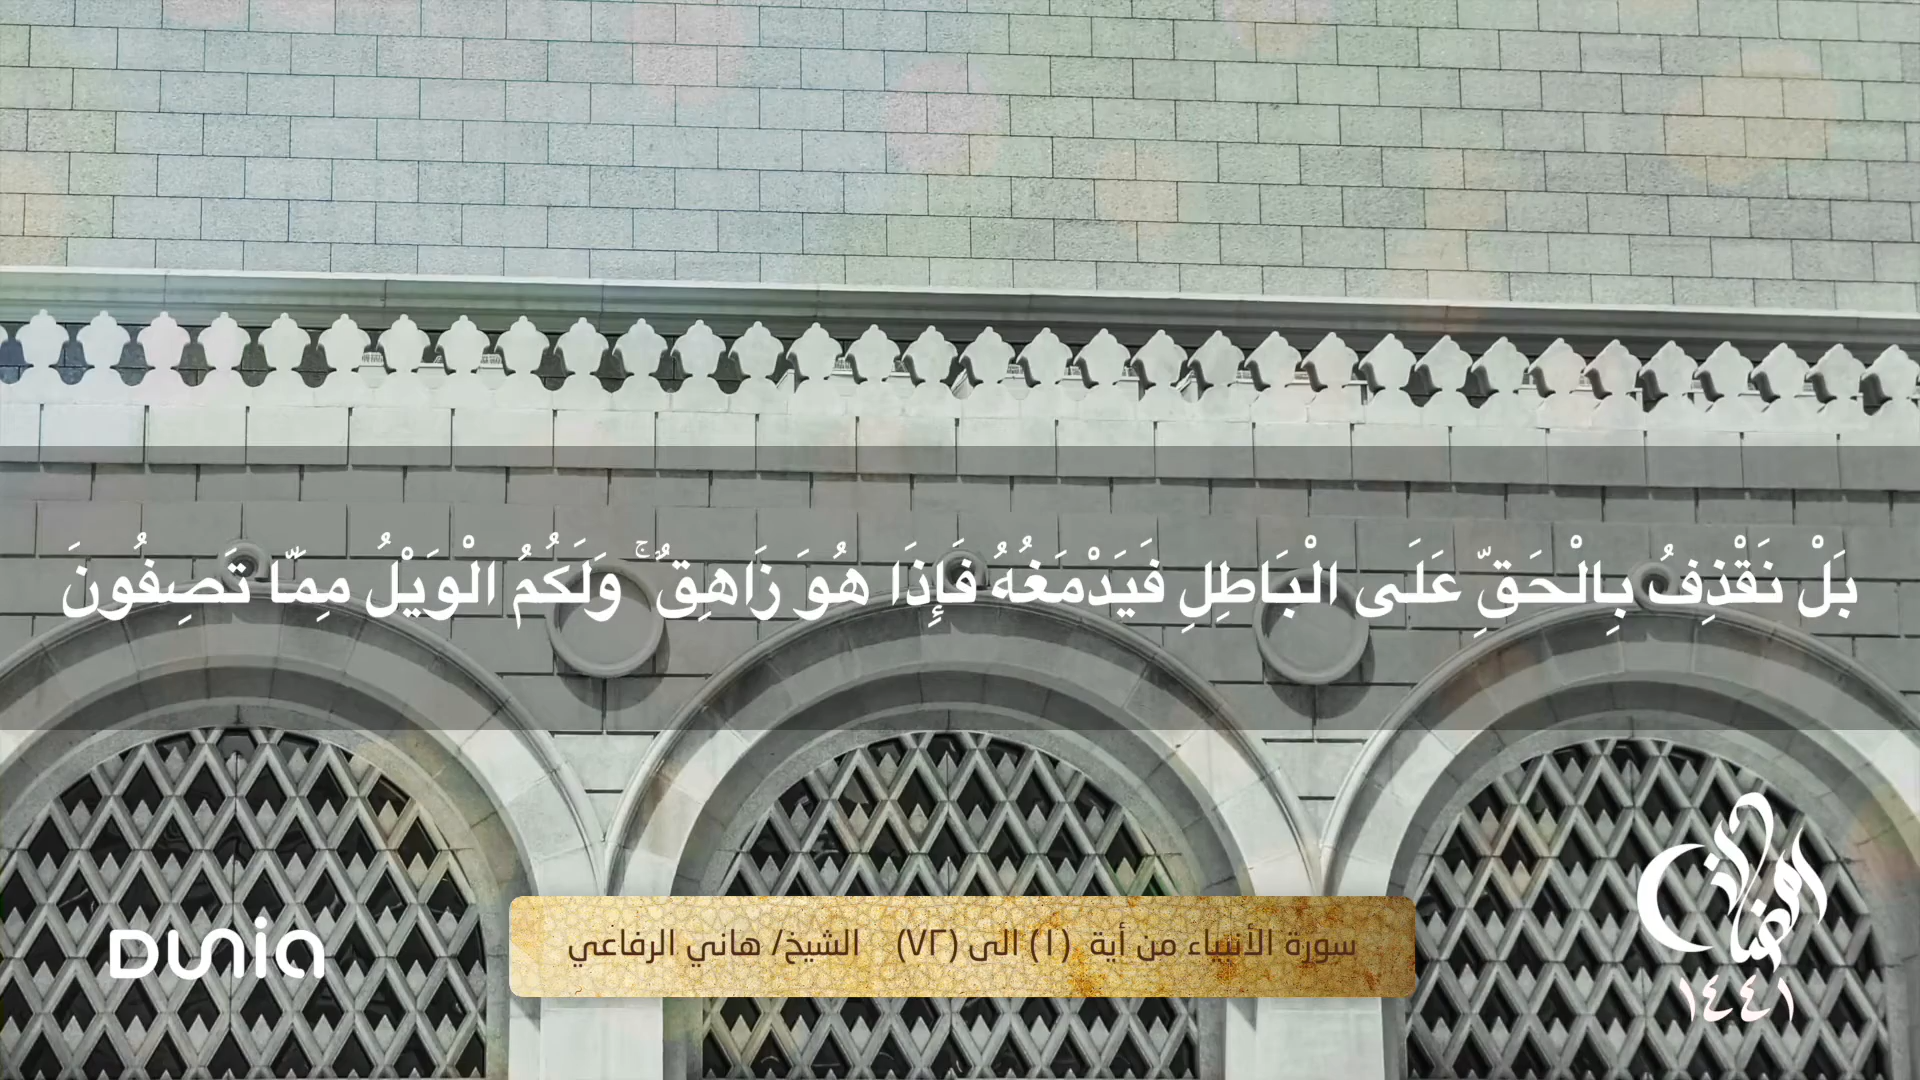 بَلْ نَقْذِفُ بِالْحَقِّ عَلَى الْبَاطِلِ فَيَدْمَغُهُ فَإِذَا هُوَ زَاهِقٌ ۚ وَلَكُمُ الْوَيْلُ مِمَّا تَصِفُونَ
رمضان
١٤٤١
DUNIA
سورة الأنبياء من أية (١) الى (٧٢) الشيخ/ هاني الرفاعي